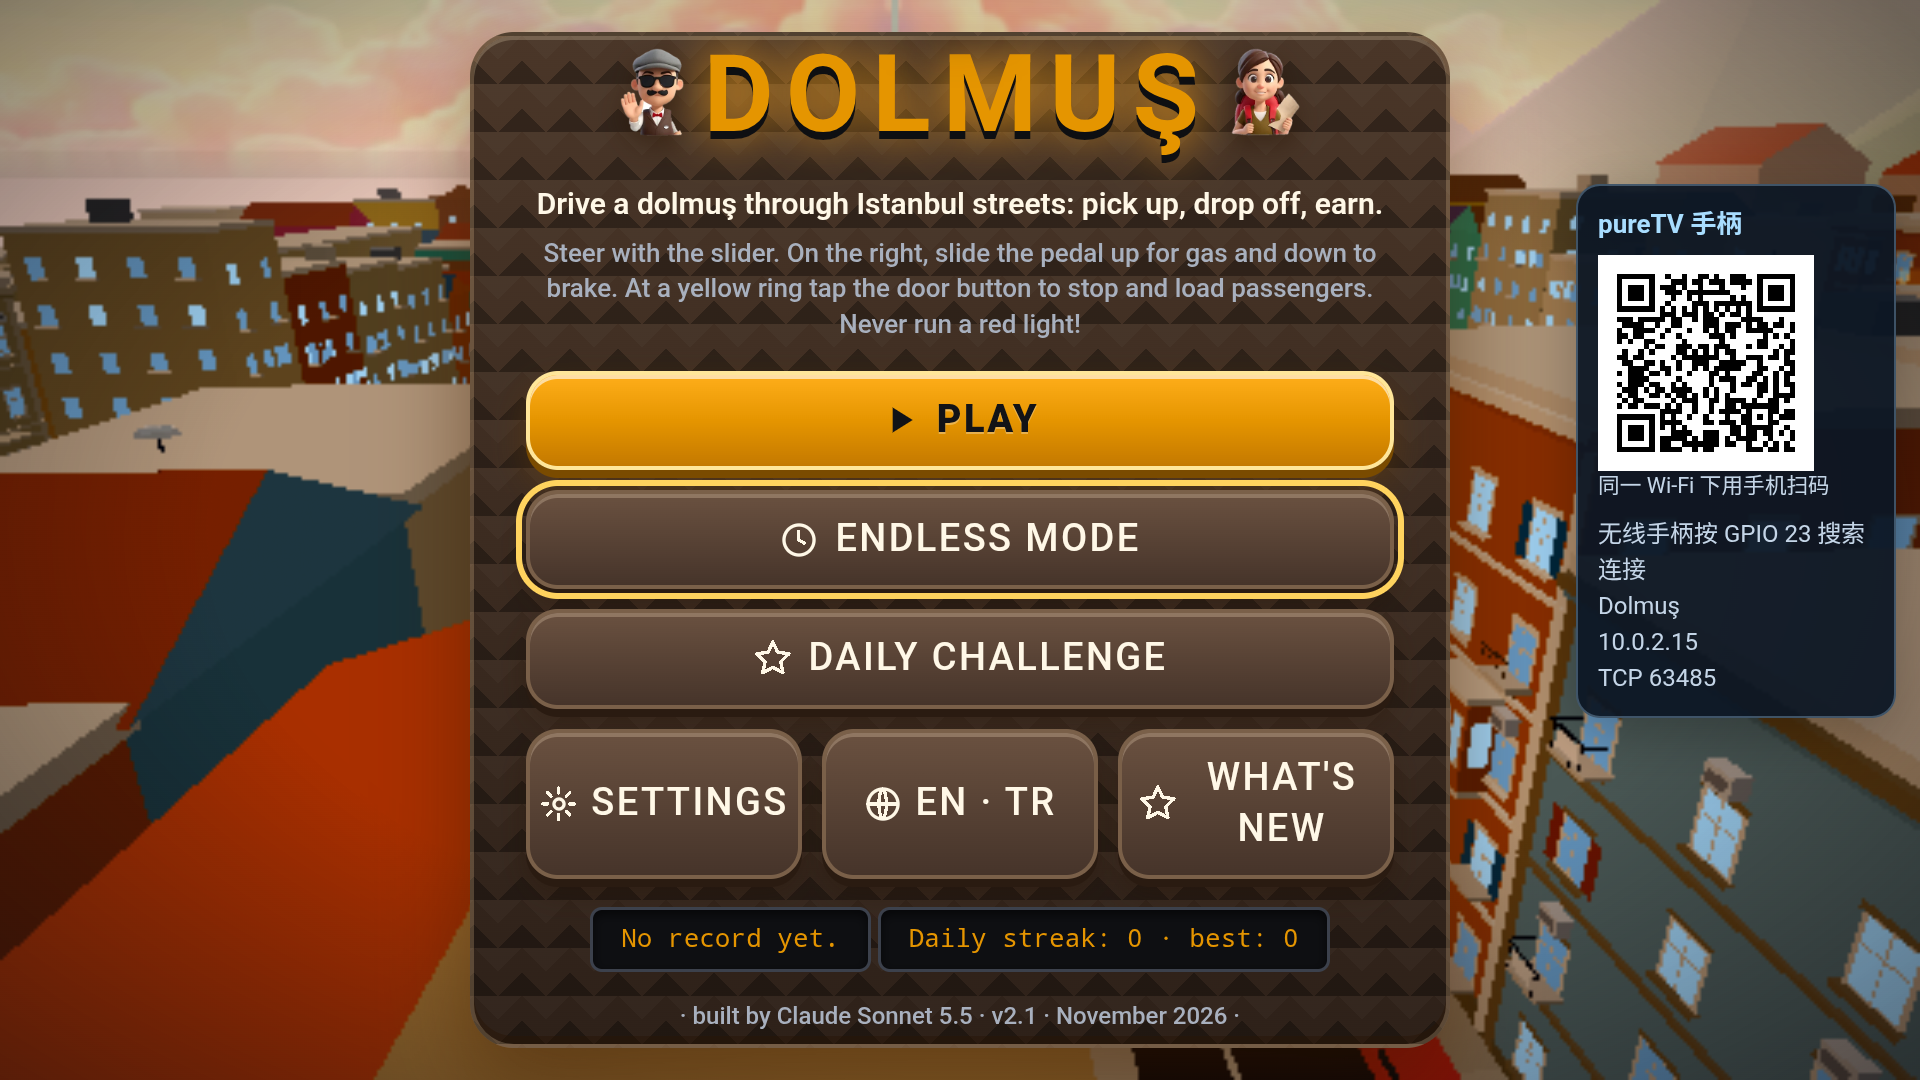 DOLMUŞ
Drive a dolmuş through Istanbul streets: pick up, drop off, earn.
Steer with the slider. On the right, slide the pedal up for gas and down to
brake. At a yellow ring tap the door button to stop and load passengers.
Never run a red light!
PLAY
ENDLESS MODE
DAILY CHALLENGE
SETTINGS
EN · TR
WHAT'S
NEW
No record yet.
Daily streak: 0 · best: 0
· built by Claude Sonnet 5.5 · v2.1 · November 2026 ·
pureTV 手柄
同一 Wi-Fi 下用手机扫码
无线手柄按 GPIO 23 搜索
连接
Dolmuş
10.0.2.15
TCP 63485